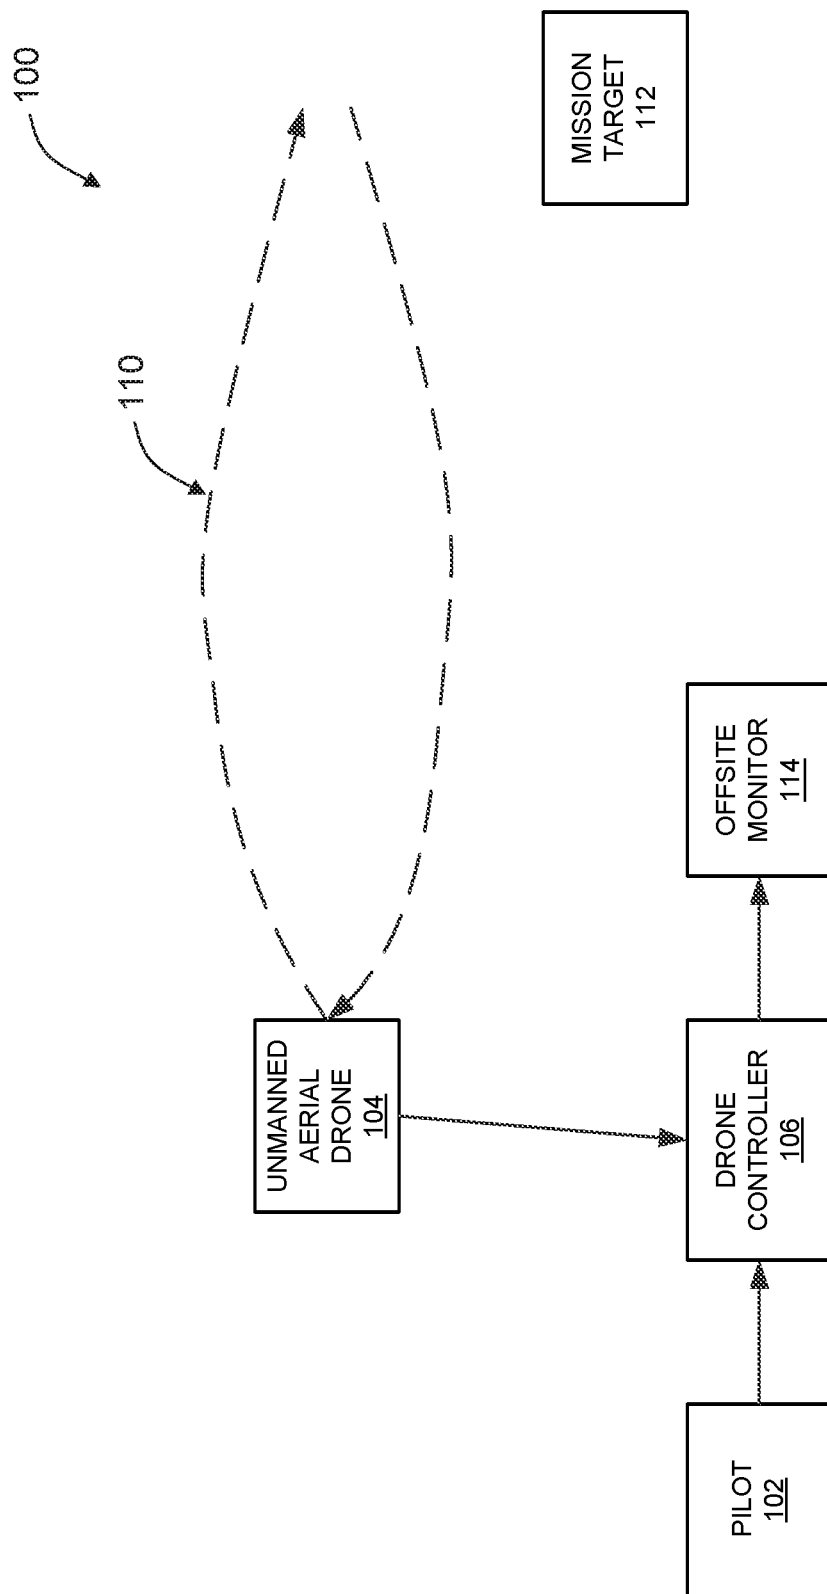 100
110
UNMANNED
AERIAL
DRONE
104
MISSION
TARGET
112
PILOT
102
DRONE
CONTROLLER
106
OFFSITE
MONITOR
114